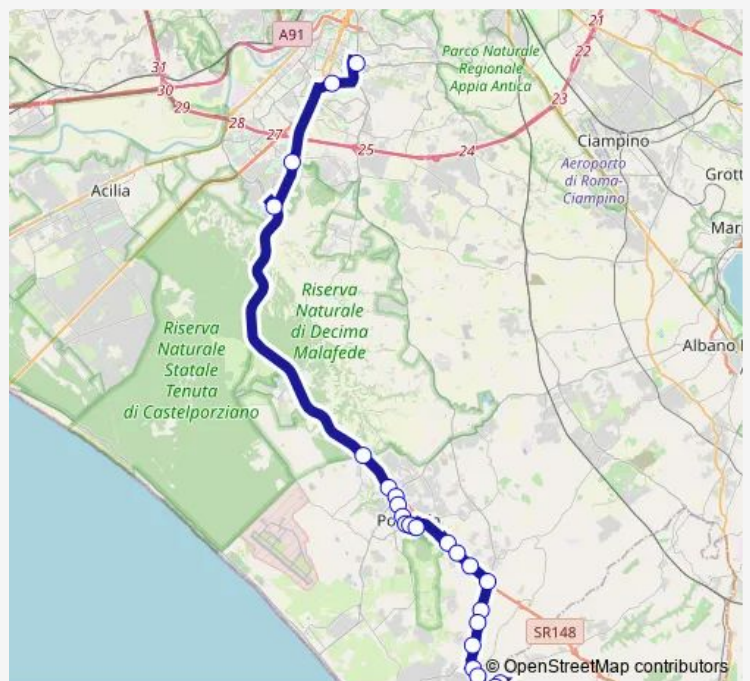 21
A91
22
Parco Naturale
Regionale
Appia Antica
31
30
29
23
28
27
25
24
Ciampino
Aeroporto
di Roma-
Ciampino
Acilia
Grott
Mari
Riserva
Naturale
di Decima
Malafede
Riserva
Naturale
Statale
Tenuta
di Castelporziano
Albano
SR148
© OpenStreetMap contributors